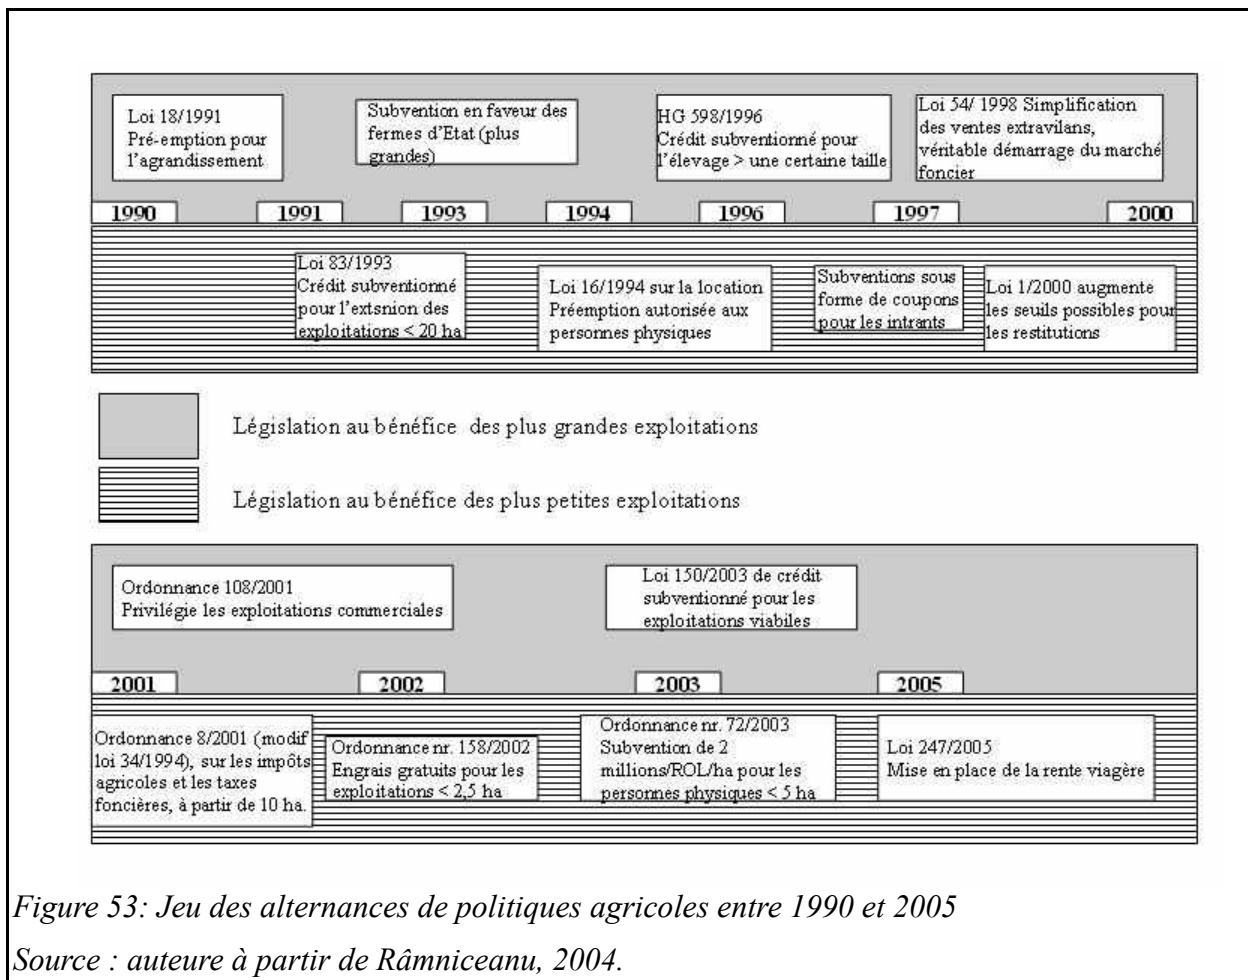 Loi 18/1991
Pré-emption pour
l'agrandissement
Subvention en faveur des
fermes d'Etat (plus
grandes)
HG 598/1996
Crédit subventionné pour
l'élevage > une certaine taille
Loi 54/ 1998 Simplification
des ventes extravilans,
véritable démarrage du marché
foncier
1990
1991
1993
1994
1996
1997
2000
Loi 83/1993
Crédit subventionné
pour l'extsnion des
exploitations < 20 ha
Loi 16/1994 sur la location
Préemption autorisée aux
personnes physiques
Subventions sous
forme de coupons
pour les intrants
Loi 1/2000 augmente
les seuils possibles pour
les restitutions
Législation au bénéfice des plus grandes exploitations
Législation au bénéfice des plus petites exploitations
Ordonnance 108/2001
Privilégie les exploitations commerciales
Loi 150/2003 de crédit
subventionné pour les
exploitations viabiles
2001
2002
2003
2005
Ordonnance 8/2001 (modif
loi 34/1994), sur les impôts
agricoles et les taxes
foncières, à partir de 10 ha.
Ordonnance nr. 158/2002
Engrais gratuits pour les
exploitations < 2,5 ha
Ordonnance nr. 72/2003
Subvention de 2
millions/ROL/ha pour les
personnes physiques < 5 ha
Loi 247/2005
Mise en place de la rente viagère
Figure 53: Jeu des alternances de politiques agricoles entre 1990 et 2005
Source : auteure à partir de Râmniceanu, 2004.